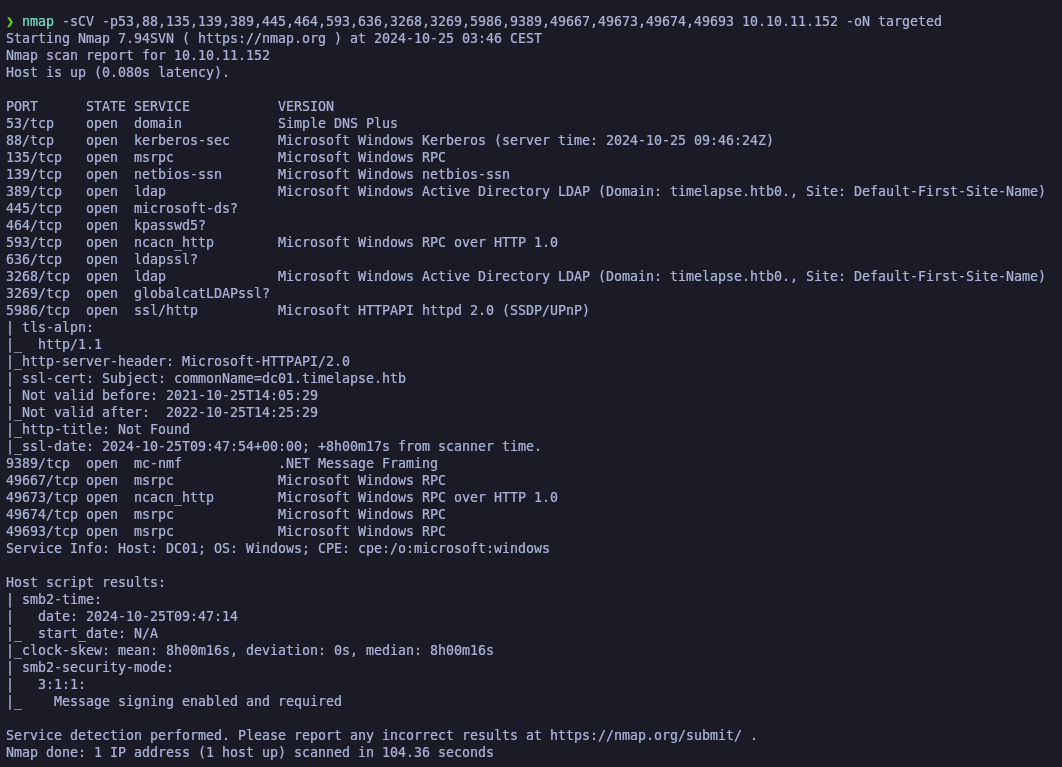 ❯ nmap -sCV -p53,88,135,139,389,445,464,593,636,3268,3269,5986,9389,49667,49673,49674,49693 10.10.11.152 -oN targeted
Starting Nmap 7.94SVN ( https://nmap.org ) at 2024-10-25 03:46 CEST
Nmap scan report for 10.10.11.152
Host is up (0.080s latency).

PORT      STATE SERVICE           VERSION
53/tcp    open  domain            Simple DNS Plus
88/tcp    open  kerberos-sec      Microsoft Windows Kerberos (server time: 2024-10-25 09:46:24Z)
135/tcp   open  msrpc             Microsoft Windows RPC
139/tcp   open  netbios-ssn       Microsoft Windows netbios-ssn
389/tcp   open  ldap              Microsoft Windows Active Directory LDAP (Domain: timelapse.htb0., Site: Default-First-Site-Name)
445/tcp   open  microsoft-ds?
464/tcp   open  kpasswd5?
593/tcp   open  ncacn_http        Microsoft Windows RPC over HTTP 1.0
636/tcp   open  ldapssl?
3268/tcp  open  ldap              Microsoft Windows Active Directory LDAP (Domain: timelapse.htb0., Site: Default-First-Site-Name)
3269/tcp  open  globalcatLDAPssl?
5986/tcp  open  ssl/http          Microsoft HTTPAPI httpd 2.0 (SSDP/UPnP)
| tls-alpn:
|_  http/1.1
|_http-server-header: Microsoft-HTTPAPI/2.0
| ssl-cert: Subject: commonName=dc01.timelapse.htb
| Not valid before: 2021-10-25T14:05:29
|_Not valid after:  2022-10-25T14:25:29
|_http-title: Not Found
|_ssl-date: 2024-10-25T09:47:54+00:00; +8h00m17s from scanner time.
9389/tcp  open  mc-nmf            .NET Message Framing
49667/tcp open  msrpc             Microsoft Windows RPC
49673/tcp open  ncacn_http        Microsoft Windows RPC over HTTP 1.0
49674/tcp open  msrpc             Microsoft Windows RPC
49693/tcp open  msrpc             Microsoft Windows RPC
Service Info: Host: DC01; OS: Windows; CPE: cpe:/o:microsoft:windows

Host script results:
| smb2-time:
|   date: 2024-10-25T09:47:14
|_  start_date: N/A
|_clock-skew: mean: 8h00m16s, deviation: 0s, median: 8h00m16s
| smb2-security-mode:
|   3:1:1:
|_    Message signing enabled and required

Service detection performed. Please report any incorrect results at https://nmap.org/submit/ .
Nmap done: 1 IP address (1 host up) scanned in 104.36 seconds